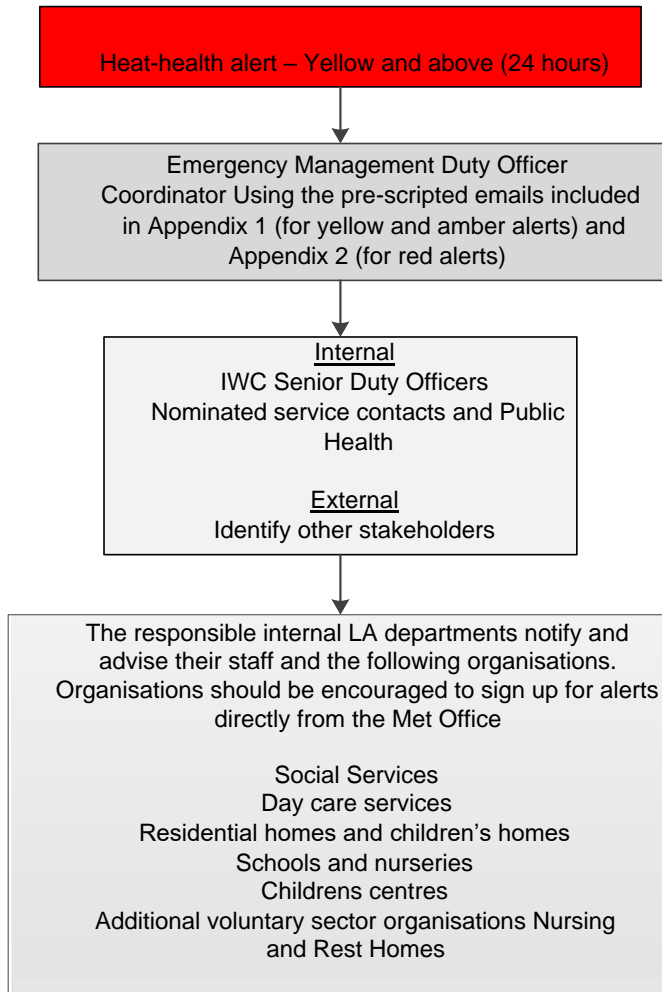 Heat-health alert – Yellow and above (24 hours)
Emergency Management Duty Officer
Coordinator Using the pre-scripted emails included
in Appendix 1 (for yellow and amber alerts) and
Appendix 2 (for red alerts)
Internal
IWC Senior Duty Officers
Nominated service contacts and Public
Health
External
Identify other stakeholders
The responsible internal LA departments notify and
advise their staff and the following organisations.
Organisations should be encouraged to sign up for alerts
directly from the Met Office
Social Services
Day care services
Residential homes and children’s homes
Schools and nurseries
Childrens centres
Additional voluntary sector organisations Nursing
and Rest Homes